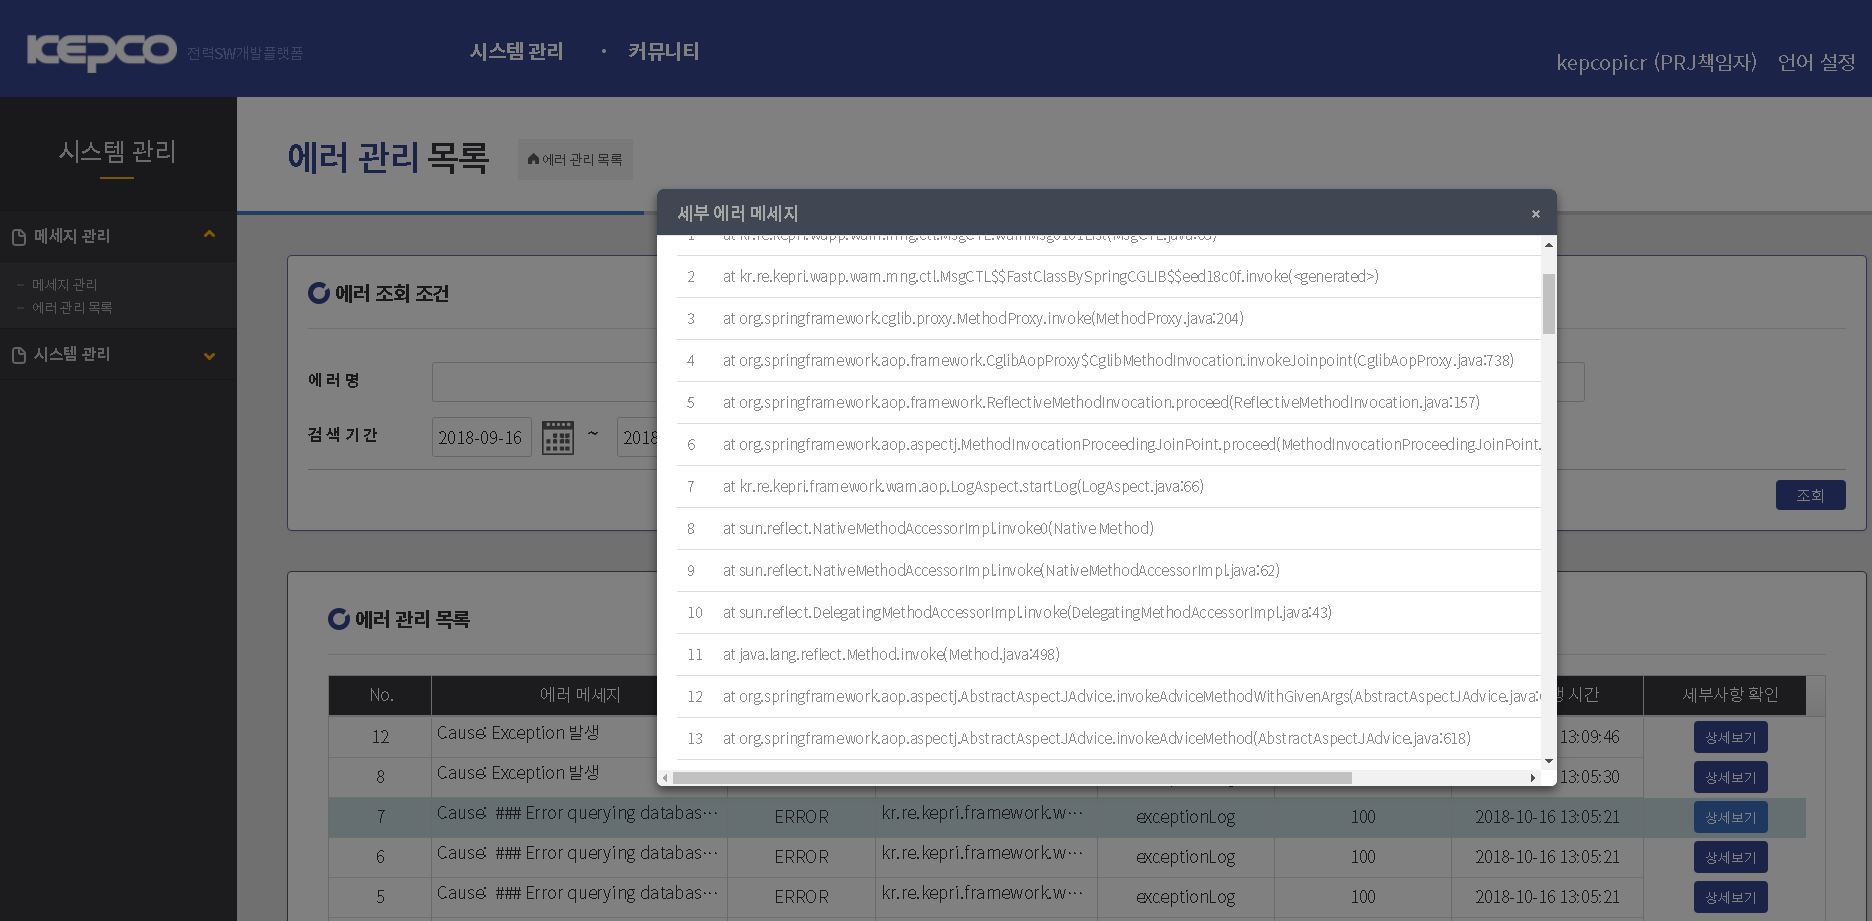 KEPCO 전력SW개발플랫폼
시스템 관리 · 커뮤니티
kepcopicr (PRJ책임자) 언어 설정
시스템 관리
메세지 관리
- 메세지 관리
- 에러 관리 목록
시스템 관리
에러 관리 목록
에러 관리 목록
에러 조회 조건
에 러 명
검 색 기 간
2018-09-16 ~ 2018
조회
세부 에러 메세지 ×
2 at kr.re.kepri.wapp.wam.mng.ctl.MsgCTL$$FastClassBySpringCGLIB$$eed18c0f.invoke(<generated>)
3 at org.springframework.cglib.proxy.MethodProxy.invoke(MethodProxy.java:204)
4 at org.springframework.aop.framework.CglibAopProxy$CglibMethodInvocation.invokeJoinpoint(CglibAopProxy.java:738)
5 at org.springframework.aop.framework.ReflectiveMethodInvocation.proceed(ReflectiveMethodInvocation.java:157)
6 at org.springframework.aop.aspectj.MethodInvocationProceedingJoinPoint.proceed(MethodInvocationProceedingJoinPoint.
7 at kr.re.kepri.framework.wam.aop.LogAspect.startLog(LogAspect.java:66)
8 at sun.reflect.NativeMethodAccessorImpl.invoke0(Native Method)
9 at sun.reflect.NativeMethodAccessorImpl.invoke(NativeMethodAccessorImpl.java:62)
10 at sun.reflect.DelegatingMethodAccessorImpl.invoke(DelegatingMethodAccessorImpl.java:43)
11 at java.lang.reflect.Method.invoke(Method.java:498)
12 at org.springframework.aop.aspectj.AbstractAspectJAdvice.invokeAdviceMethodWithGivenArgs(AbstractAspectJAdvice.java:
13 at org.springframework.aop.aspectj.AbstractAspectJAdvice.invokeAdviceMethod(AbstractAspectJAdvice.java:618)
에러 관리 목록
No. 에러 메세지 시간 세부사항 확인
12 Cause: Exception 발생 13:09:46 상세보기
8 Cause: Exception 발생 13:05:30 상세보기
7 Cause: ### Error querying databas… ERROR kr.re.kepri.framework.w… exceptionLog 100 2018-10-16 13:05:21 상세보기
6 Cause: ### Error querying databas… ERROR kr.re.kepri.framework.w… exceptionLog 100 2018-10-16 13:05:21 상세보기
5 Cause: ### Error querying databas… ERROR kr.re.kepri.framework.w… exceptionLog 100 2018-10-16 13:05:21 상세보기